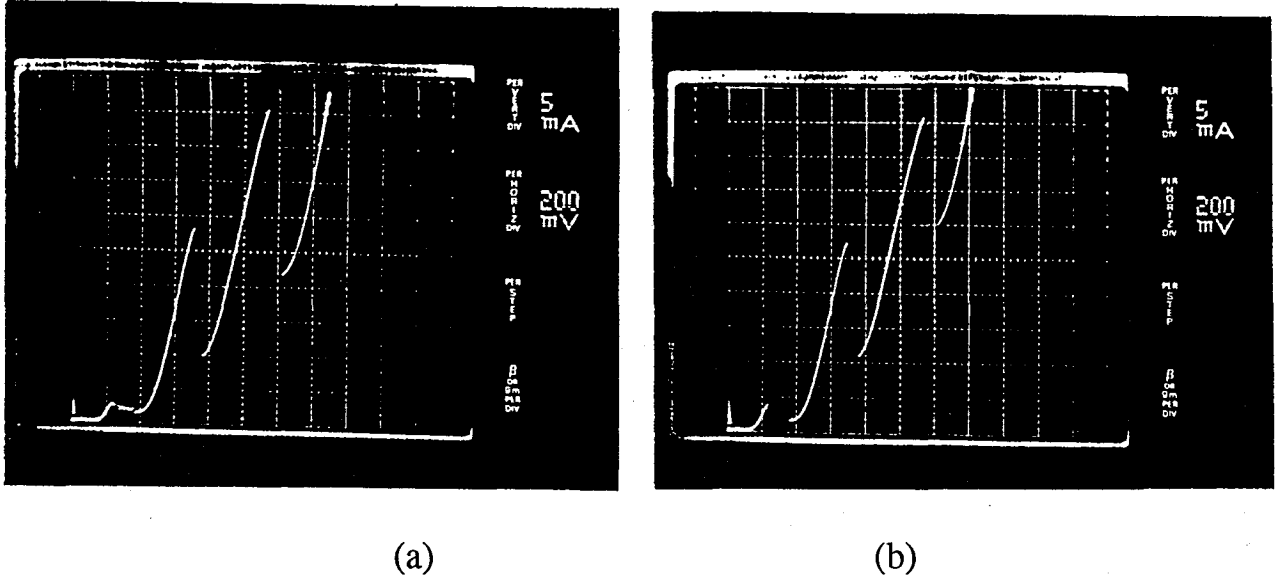 PER VERT DIV
5 mA
PER HORIZ DIV
200 mV
PER STEP
β OR gm PER DIV
PER VERT DIV
5 mA
PER HORIZ DIV
200 mV
PER STEP
β OR gm PER DIV
(a)
(b)